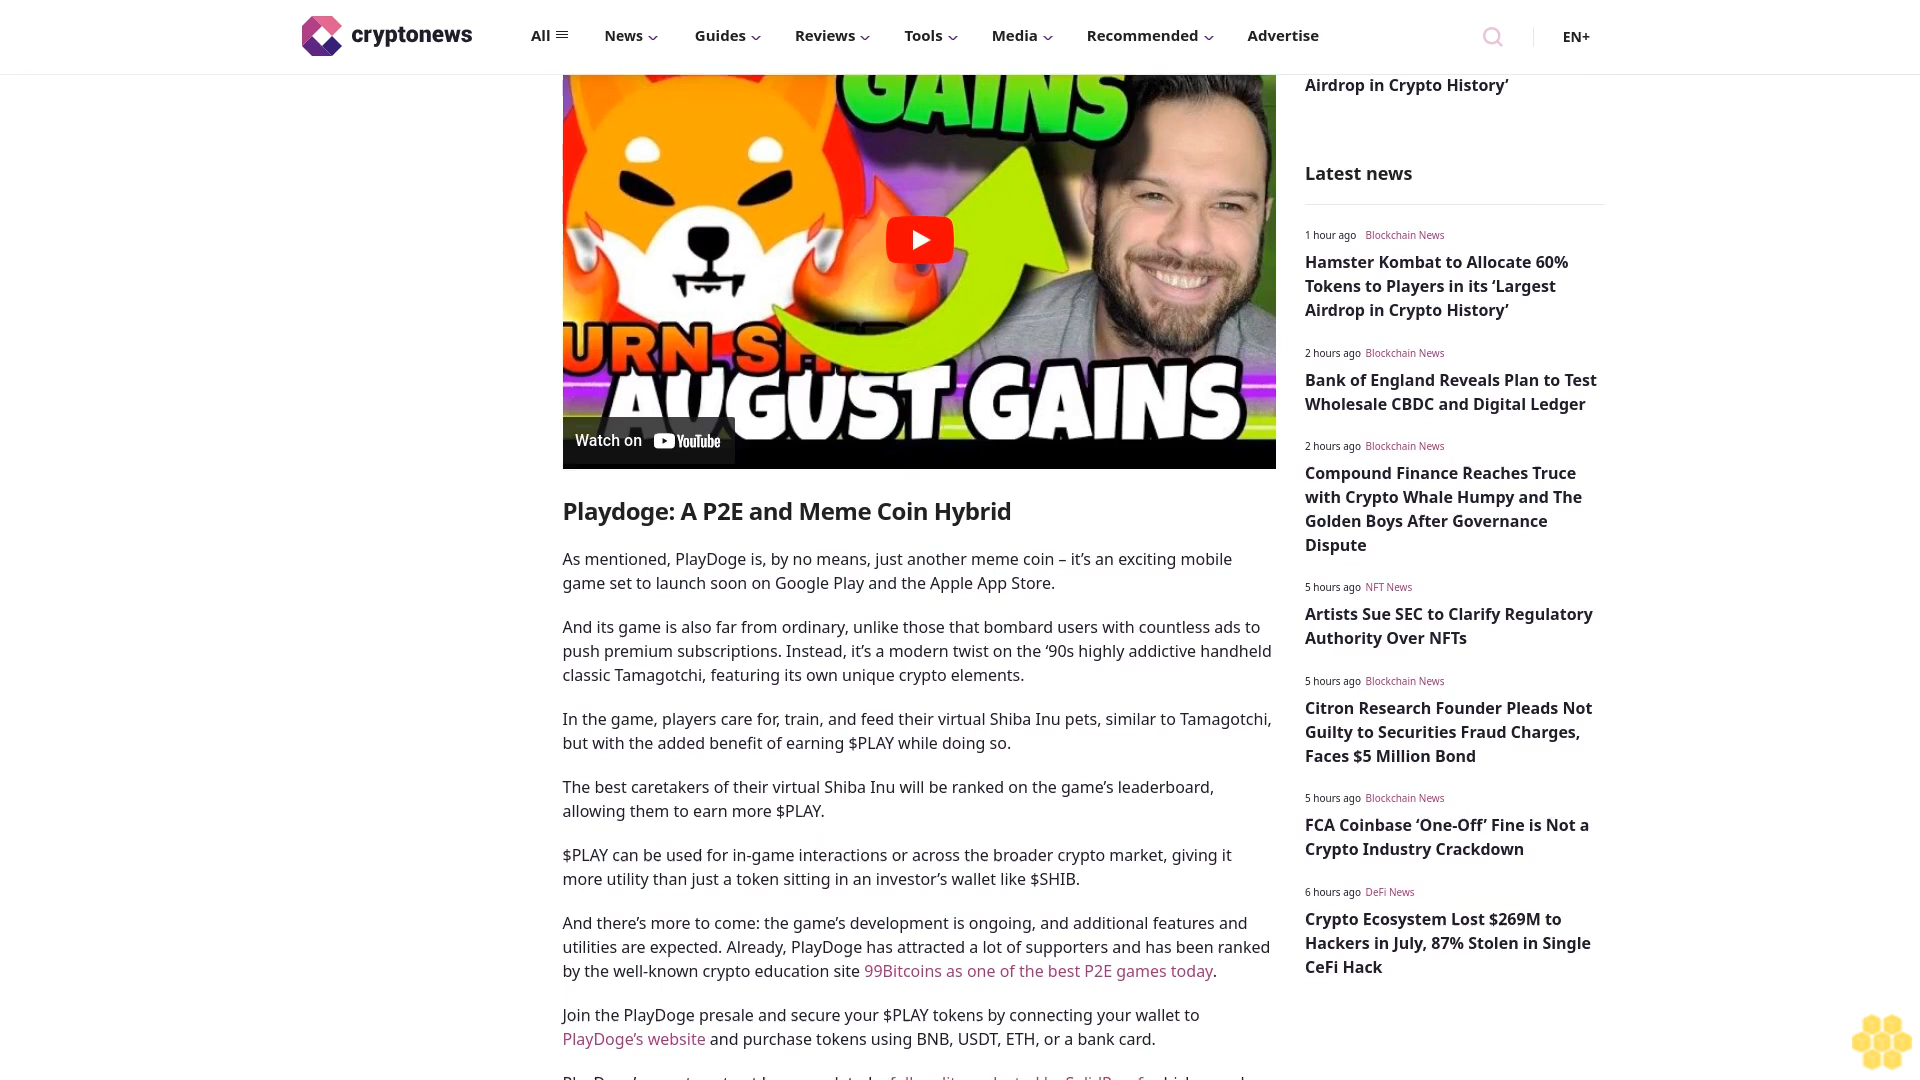 cryptonews
All
News
Guides
Reviews
Tools
Media
Recommended
Advertise
EN+
GAINS
AUGUST GAINS
Watch on YouTube
Playdoge: A P2E and Meme Coin Hybrid
As mentioned, PlayDoge is, by no means, just another meme coin – it’s an exciting mobile
game set to launch soon on Google Play and the Apple App Store.
And its game is also far from ordinary, unlike those that bombard users with countless ads to
push premium subscriptions. Instead, it’s a modern twist on the ‘90s highly addictive handheld
classic Tamagotchi, featuring its own unique crypto elements.
In the game, players care for, train, and feed their virtual Shiba Inu pets, similar to Tamagotchi,
but with the added benefit of earning $PLAY while doing so.
The best caretakers of their virtual Shiba Inu will be ranked on the game’s leaderboard,
allowing them to earn more $PLAY.
$PLAY can be used for in-game interactions or across the broader crypto market, giving it
more utility than just a token sitting in an investor’s wallet like $SHIB.
And there’s more to come: the game’s development is ongoing, and additional features and
utilities are expected. Already, PlayDoge has attracted a lot of supporters and has been ranked
by the well-known crypto education site 99Bitcoins as one of the best P2E games today.
Join the PlayDoge presale and secure your $PLAY tokens by connecting your wallet to
PlayDoge’s website and purchase tokens using BNB, USDT, ETH, or a bank card.
Airdrop in Crypto History’
Latest news
1 hour ago Blockchain News
Hamster Kombat to Allocate 60%
Tokens to Players in its ‘Largest
Airdrop in Crypto History’
2 hours ago Blockchain News
Bank of England Reveals Plan to Test
Wholesale CBDC and Digital Ledger
2 hours ago Blockchain News
Compound Finance Reaches Truce
with Crypto Whale Humpy and The
Golden Boys After Governance
Dispute
5 hours ago NFT News
Artists Sue SEC to Clarify Regulatory
Authority Over NFTs
5 hours ago Blockchain News
Citron Research Founder Pleads Not
Guilty to Securities Fraud Charges,
Faces $5 Million Bond
5 hours ago Blockchain News
FCA Coinbase ‘One-Off’ Fine is Not a
Crypto Industry Crackdown
6 hours ago DeFi News
Crypto Ecosystem Lost $269M to
Hackers in July, 87% Stolen in Single
CeFi Hack